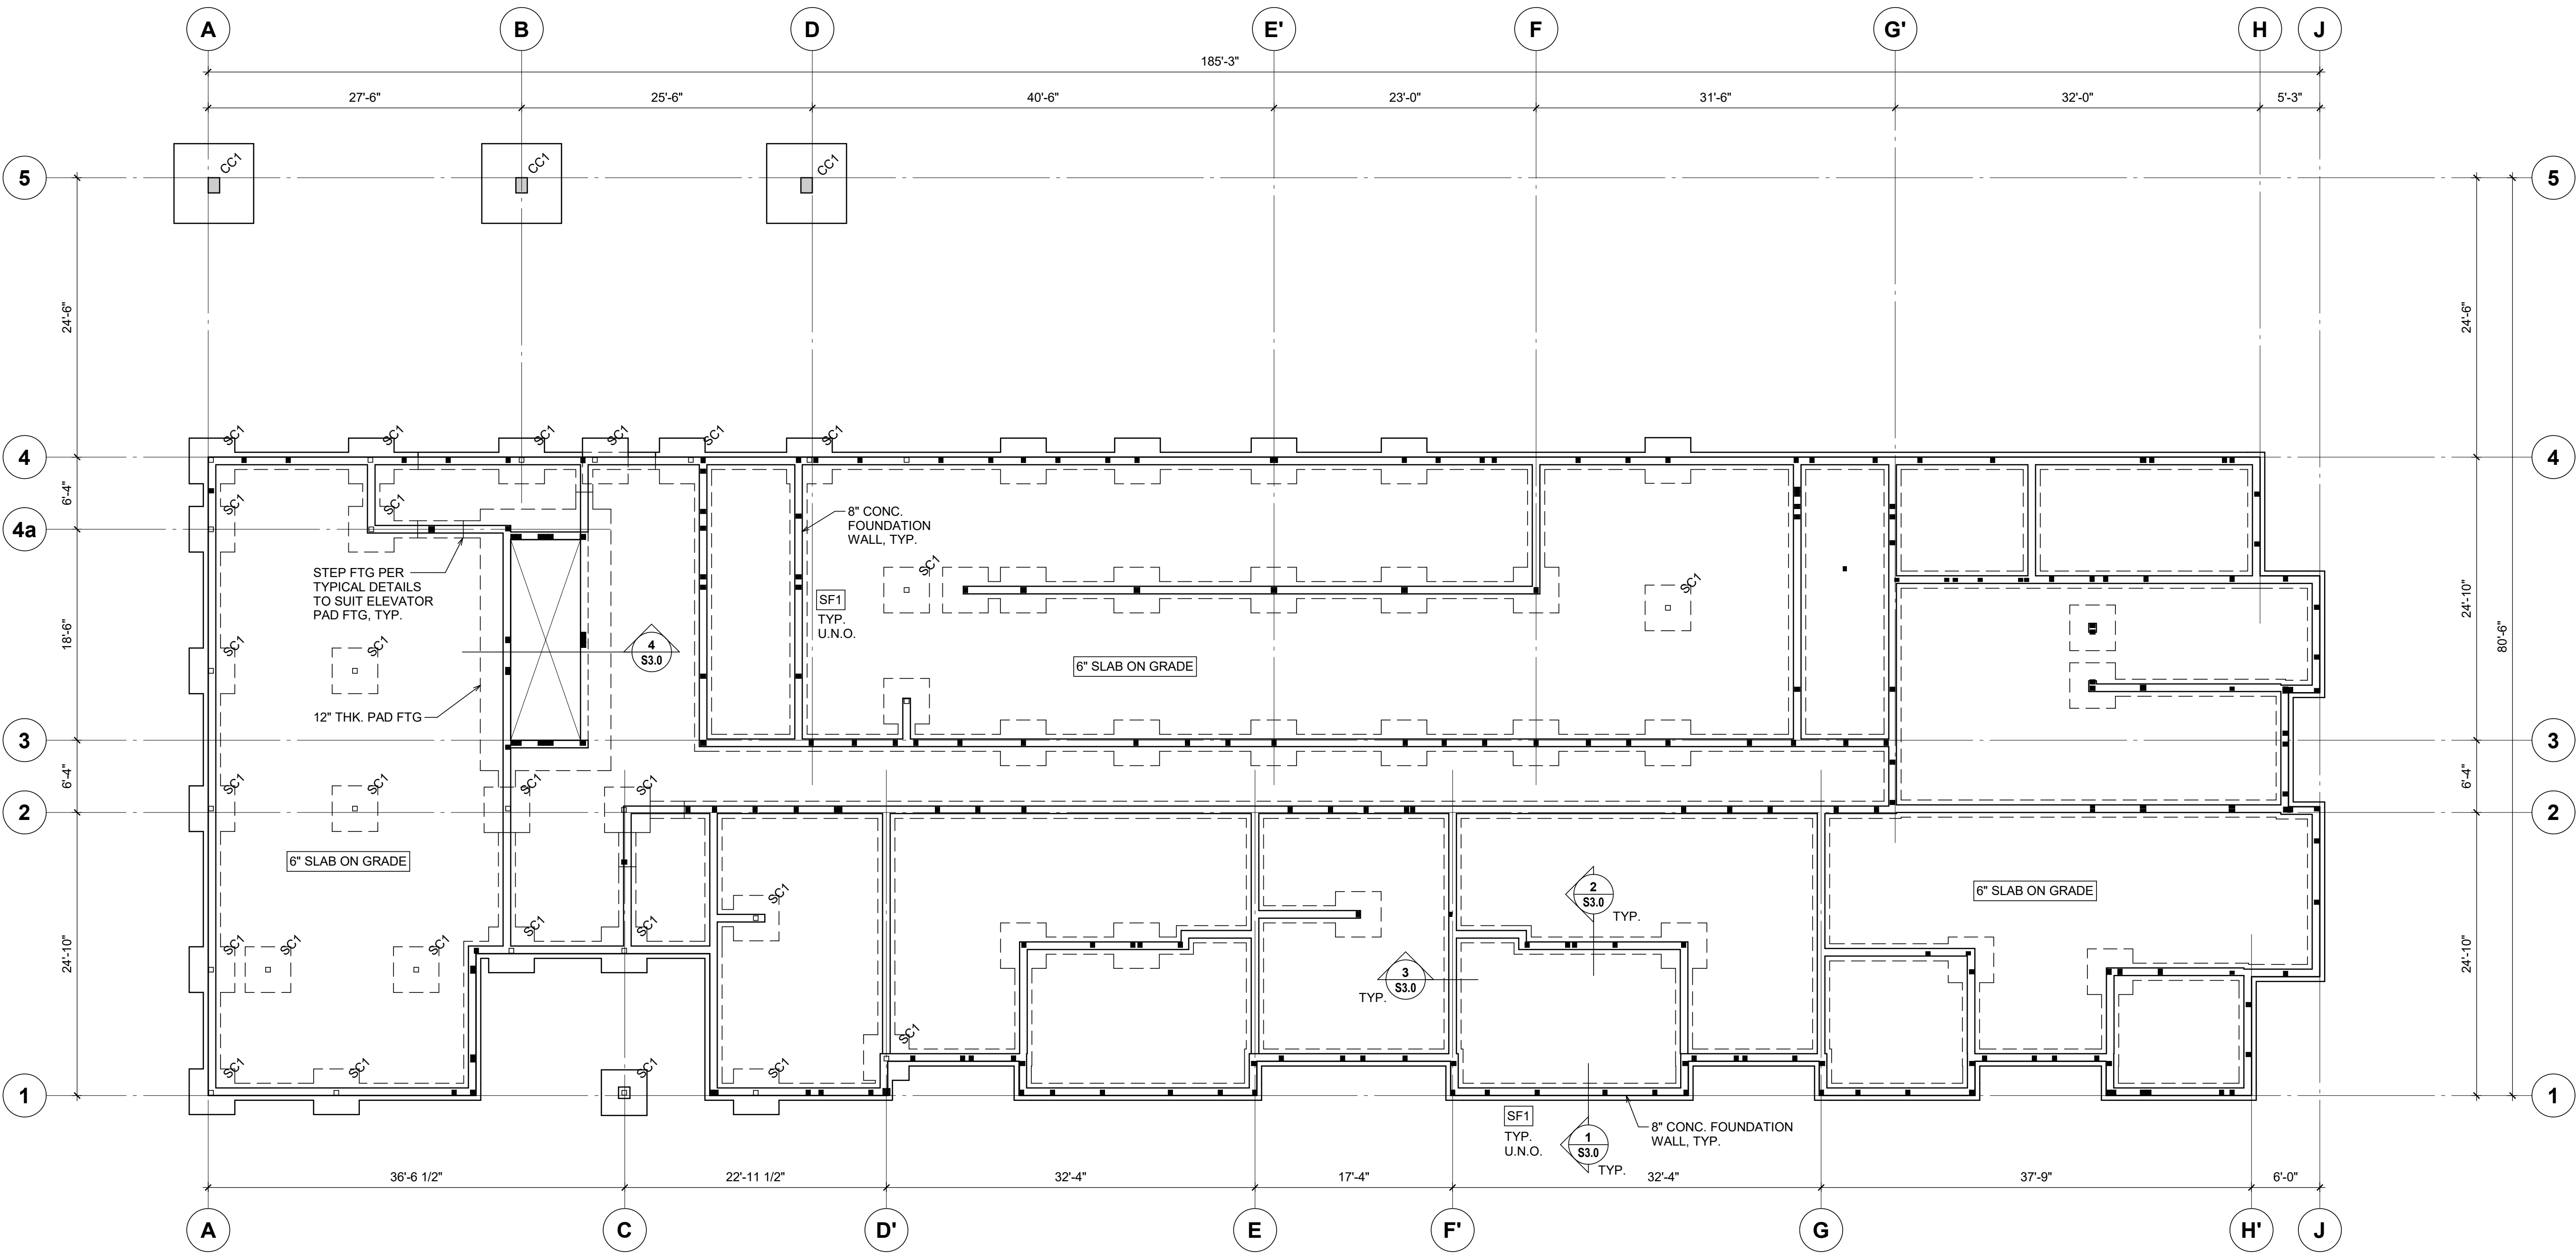 A B D E' F G' H J
185'-3"
27'-6" 25'-6" 40'-6" 23'-0" 31'-6" 32'-0" 5'-3"
CC1 CC1 CC1
5 5
24'-6" 24'-6"
SC1 SC1 SC1 SC1 SC1 SC1
4 4
6'-4"
SC1 SC1
4a
8" CONC.
FOUNDATION
WALL, TYP.
STEP FTG PER
TYPICAL DETAILS
TO SUIT ELEVATOR
PAD FTG, TYP.
SC1 SC1
SF1
TYP.
U.N.O.
18'-6" 24'-10" 80'-6"
SC1 SC1
4
S3.0
6" SLAB ON GRADE
12" THK. PAD FTG
3 3
6'-4" 6'-4"
SC1 SC1 SC1 SC1
2 2
6" SLAB ON GRADE
2
S3.0
TYP.
6" SLAB ON GRADE
SC1
SC1 SC1 SC1 SC1 SC1
24'-10" 24'-10"
3
S3.0
TYP.
SC1
SC1 SC1 SC1 SC1
1 1
SF1
TYP.
U.N.O.
1
S3.0
TYP.
8" CONC. FOUNDATION
WALL, TYP.
36'-6 1/2" 22'-11 1/2" 32'-4" 17'-4" 32'-4" 37'-9" 6'-0"
A C D' E F' G H' J